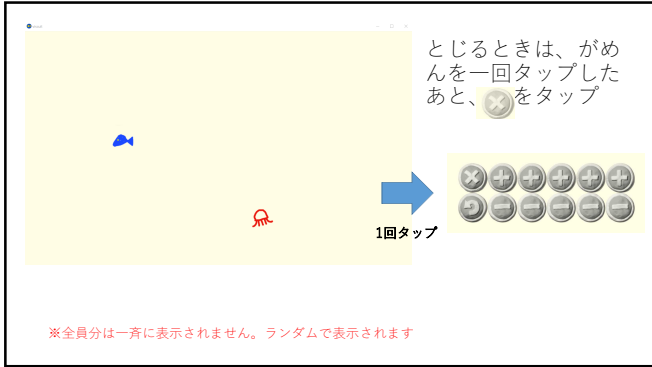 とじるときは、がめ
んを一回タップした
あと、をタップ
1回タップ
※全員分は一斉に表示されません。ランダムで表示されます